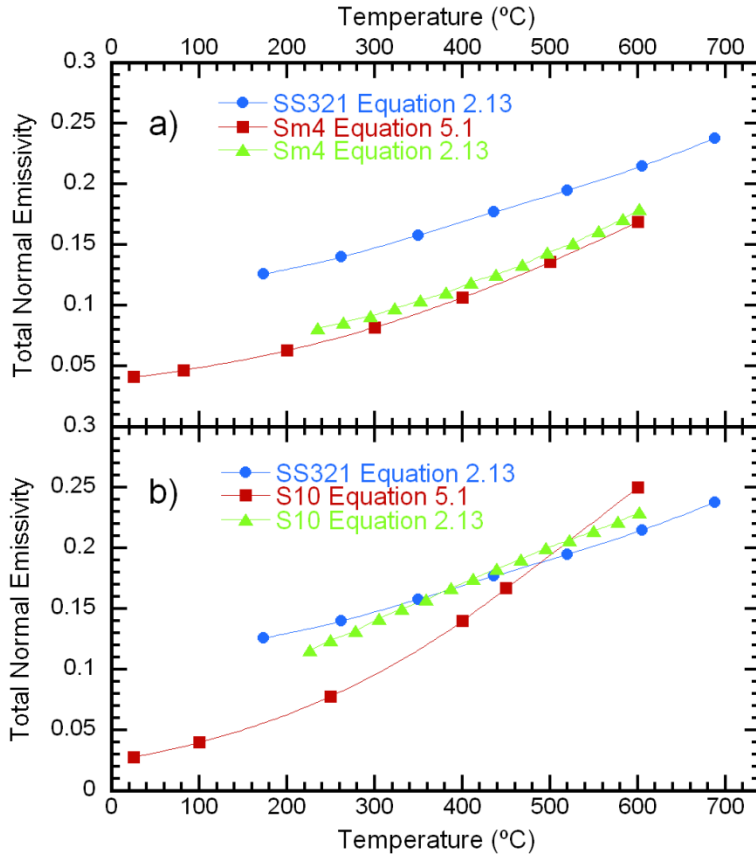 Temperature (ºC)
0 100 200 300 400 500 600 700
0.3
0.25
0.2
0.15
0.1
0.05
0.3
Total Normal Emissivity
a)
SS321 Equation 2.13
Sm4 Equation 5.1
Sm4 Equation 2.13
0.25
0.2
0.15
0.1
0.05
0
Total Normal Emissivity
b)
SS321 Equation 2.13
S10 Equation 5.1
S10 Equation 2.13
0 100 200 300 400 500 600 700
Temperature (ºC)